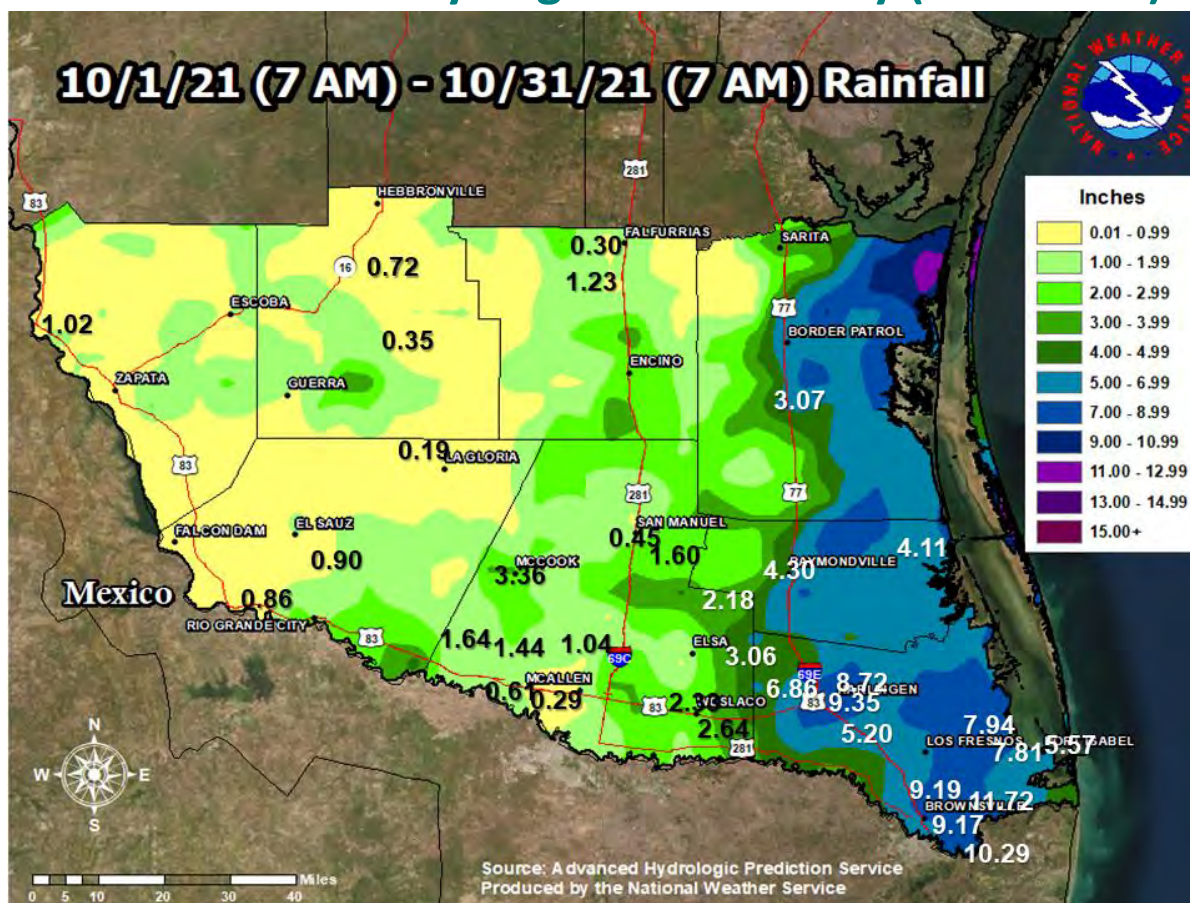 10/1/21 (7 AM) - 10/31/21 (7 AM) Rainfall
NATIONAL WEATHER SERVICE
Inches
0.01 - 0.99
1.00 - 1.99
2.00 - 2.99
3.00 - 3.99
4.00 - 4.99
5.00 - 6.99
7.00 - 8.99
9.00 - 10.99
11.00 - 12.99
13.00 - 14.99
15.00+
281
83
HEBBRONVILLE
FALFURRIAS
0.30
SARITA
16
0.72
1.23
ESCOBA
77
1.02
BORDER PATROL
0.35
ENCINO
ZAPATA
GUERRA
3.07
0.19
LA GLORIA
83
281
77
SAN MANUEL
EL SAUZ
FALCON DAM
0.45
1.60
4.11
0.90
MCCOOK
RAYMONDVILLE
3.36
4.30
Mexico
0.86
2.18
RIO GRANDE CITY
83
1.64
1.44
1.04
ELSA
3.06
69C
69E
0.61
MCALLEN
0.29
6.86
8.72
HARLINGEN
83
WESLACO
83
9.35
2.64
281
5.20
7.94
LOS FRESNOS
7.81
5.57
9.19
11.72
BROWNSVILLE
9.17
10.29
N
W
E
S
Miles
0 5 10 20 30 40
Source: Advanced Hydrologic Prediction Service
Produced by the National Weather Service